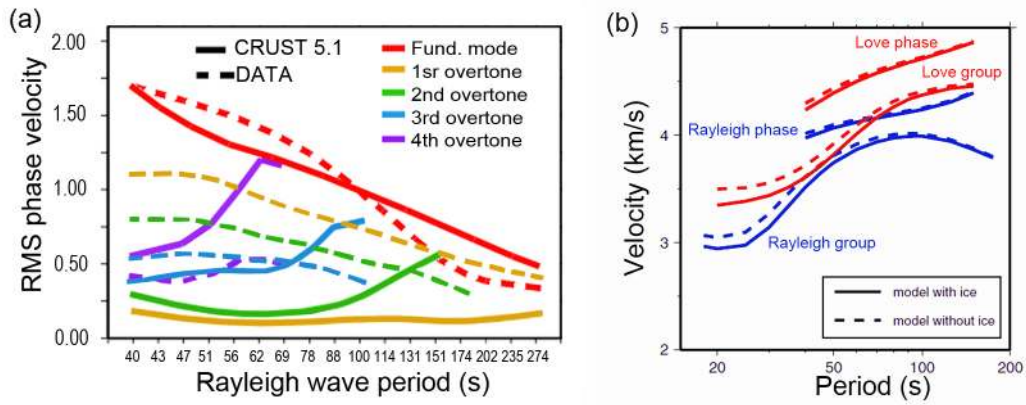 (a)
2.00
1.50
1.00
0.50
0.00
RMS phase velocity
CRUST 5.1
DATA
Fund. mode
1sr overtone
2nd overtone
3rd overtone
4th overtone
40 43 47 51 56 62 69 78 88 100 114 131 151 174 202 235 274
Rayleigh wave period (s)
(b)
5
4
3
2
Velocity (km/s)
Love phase
Love group
Rayleigh phase
Rayleigh group
model with ice
model without ice
20 50 100 200
Period (s)